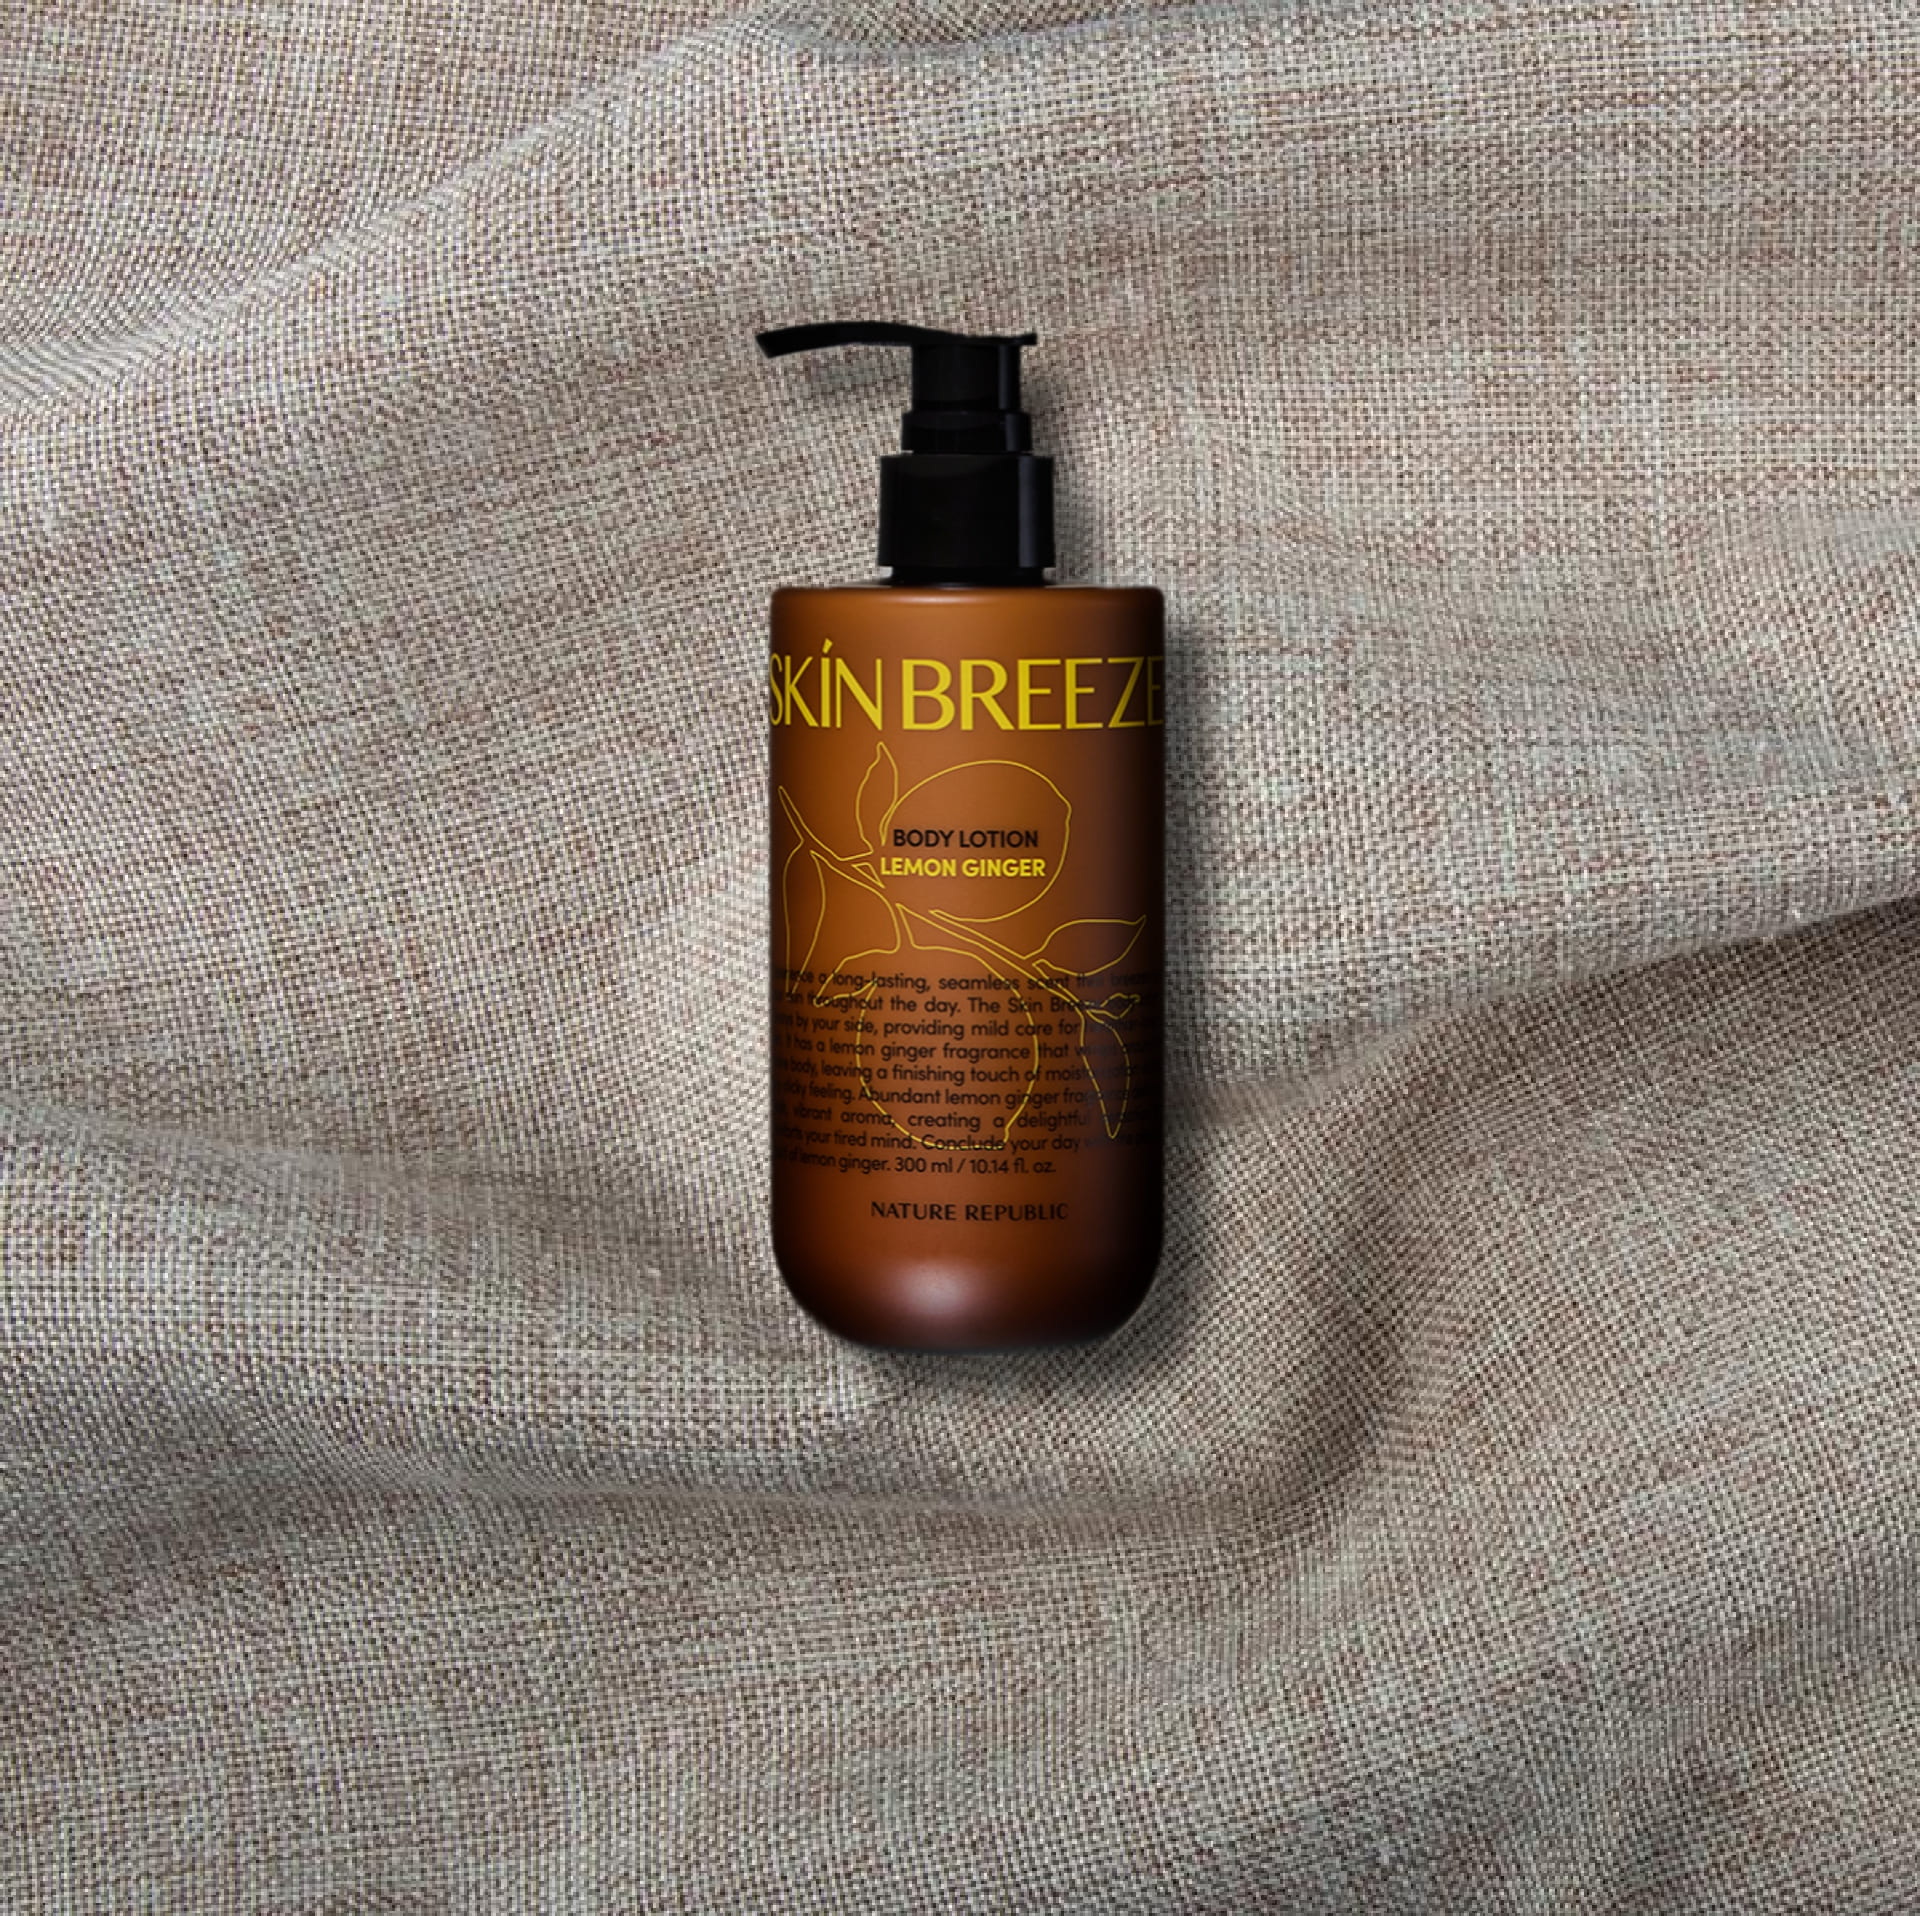 SKÍN BREEZE
BODY LOTION
LEMON GINGER
a long-lasting, seamless scent that
throughout the day. The Skin
by your side, providing mild care for
has a lemon ginger fragrance that
body, leaving a finishing touch of
feeling. Abundant lemon ginger
vibrant aroma, creating a delightful
your tired mind. Conclude your day
of lemon ginger. 300 ml / 10.14 fl. oz.
NATURE REPUBLIC